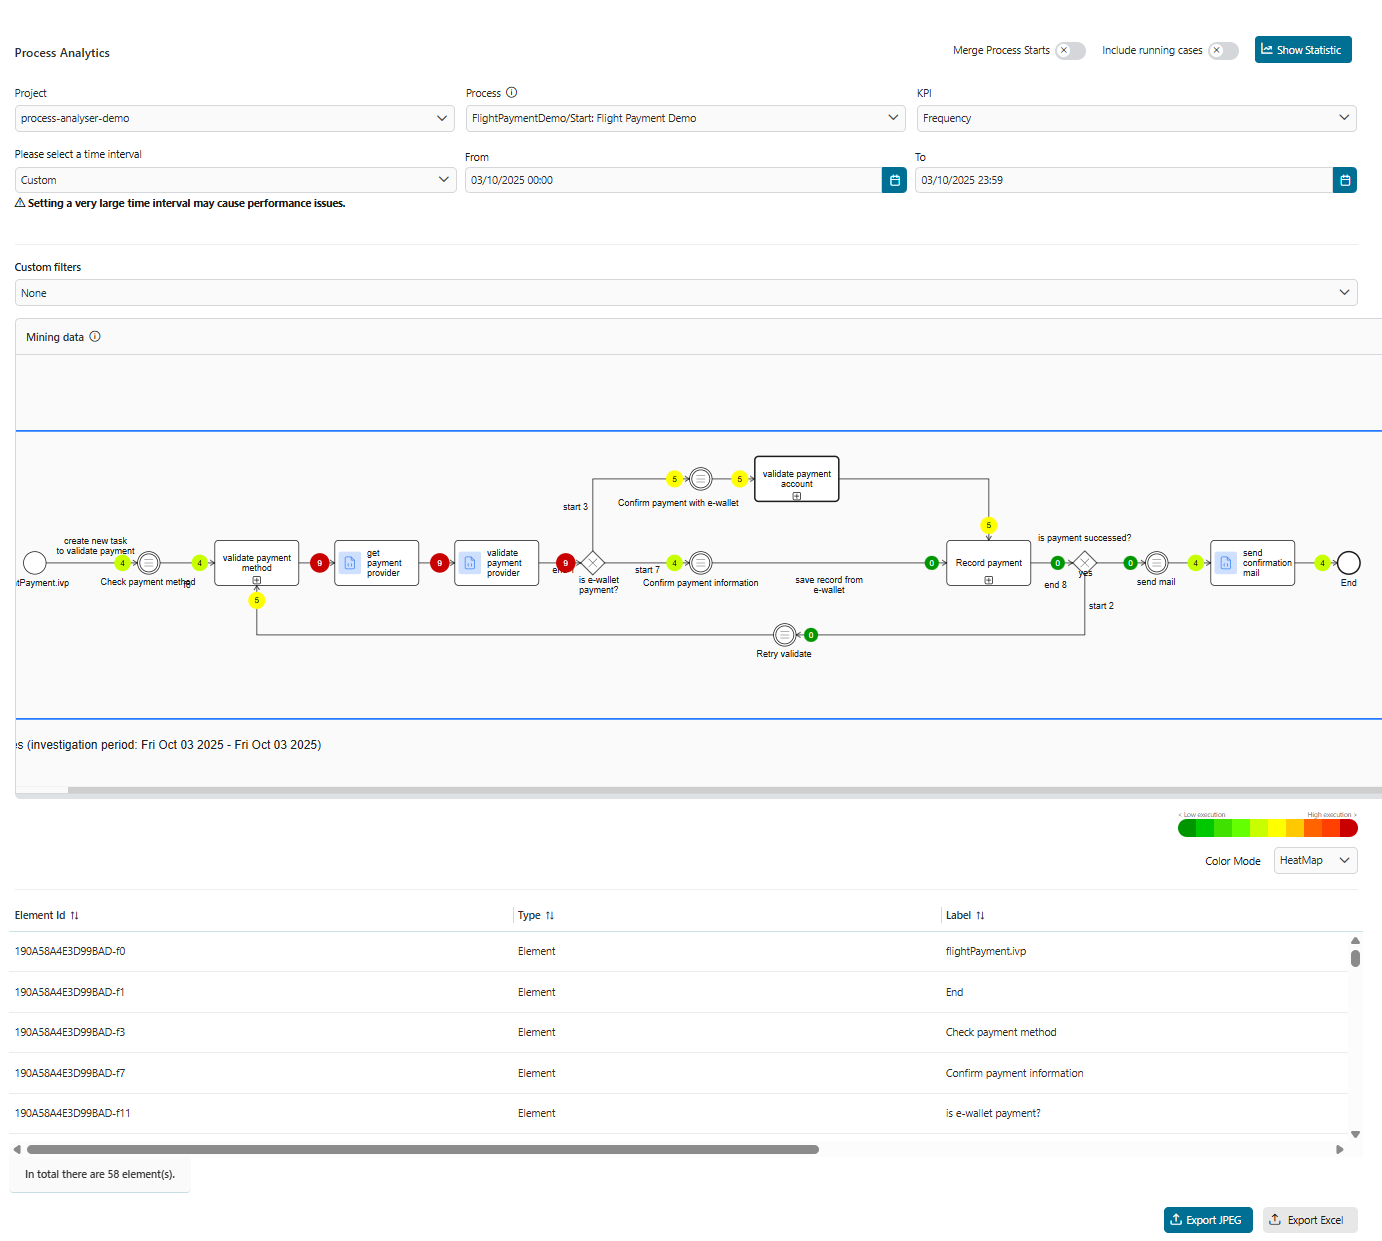 Process Analytics
Merge Process Starts
Include running cases
Show Statistic
Project
Process
KPI
process-analyser-demo
FlightPaymentDemo/Start: Flight Payment Demo
Frequency
Please select a time interval
From
To
Custom
03/10/2025 00:00
03/10/2025 23:59
Setting a very large time interval may cause performance issues.
Custom filters
None
Mining data
5
5
validate payment
account
Confirm payment with e-wallet
start 3
5
create new task
to validate payment
is payment successed?
4
4
validate payment
method
9
get
payment
provider
9
validate
payment
provider
9
4
0
Record payment
0
0
4
send
confirmation
mail
4
tPayment.ivp
Check payment method
is e-wallet
payment?
start 7
Confirm payment information
save record from
e-wallet
end 8
yes
send mail
End
5
start 2
0
Retry validate
s (investigation period: Fri Oct 03 2025 - Fri Oct 03 2025)
< Low execution
High execution >
Color Mode
HeatMap
Element Id
Type
Label
190A58A4E3D99BAD-f0
Element
flightPayment.ivp
190A58A4E3D99BAD-f1
Element
End
190A58A4E3D99BAD-f3
Element
Check payment method
190A58A4E3D99BAD-f7
Element
Confirm payment information
190A58A4E3D99BAD-f11
Element
is e-wallet payment?
In total there are 58 element(s).
Export JPEG
Export Excel